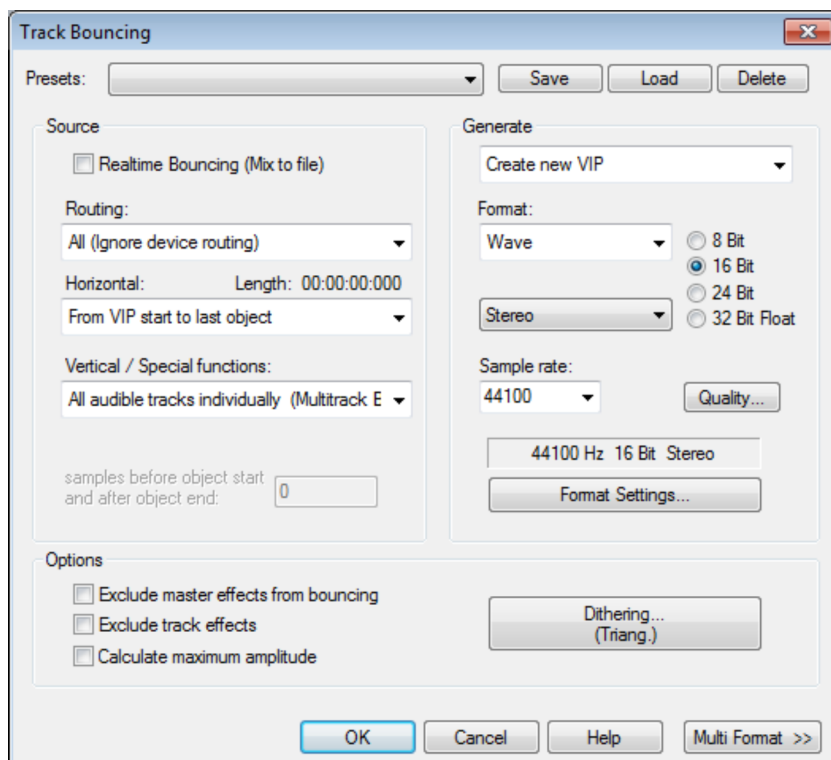 Track Bouncing
Presets: Save Load Delete
Source
Realtime Bouncing (Mix to file)
Routing:
All (Ignore device routing)
Horizontal: Length: 00:00:00:000
From VIP start to last object
Vertical / Special functions:
All audible tracks individually (Multitrack E
samples before object start
and after object end: 0
Generate
Create new VIP
Format:
Wave
8 Bit
16 Bit
24 Bit
32 Bit Float
Stereo
Sample rate:
44100 Quality...
44100 Hz 16 Bit Stereo
Format Settings...
Options
Exclude master effects from bouncing
Exclude track effects
Calculate maximum amplitude
Dithering...
(Triang.)
OK Cancel Help Multi Format >>